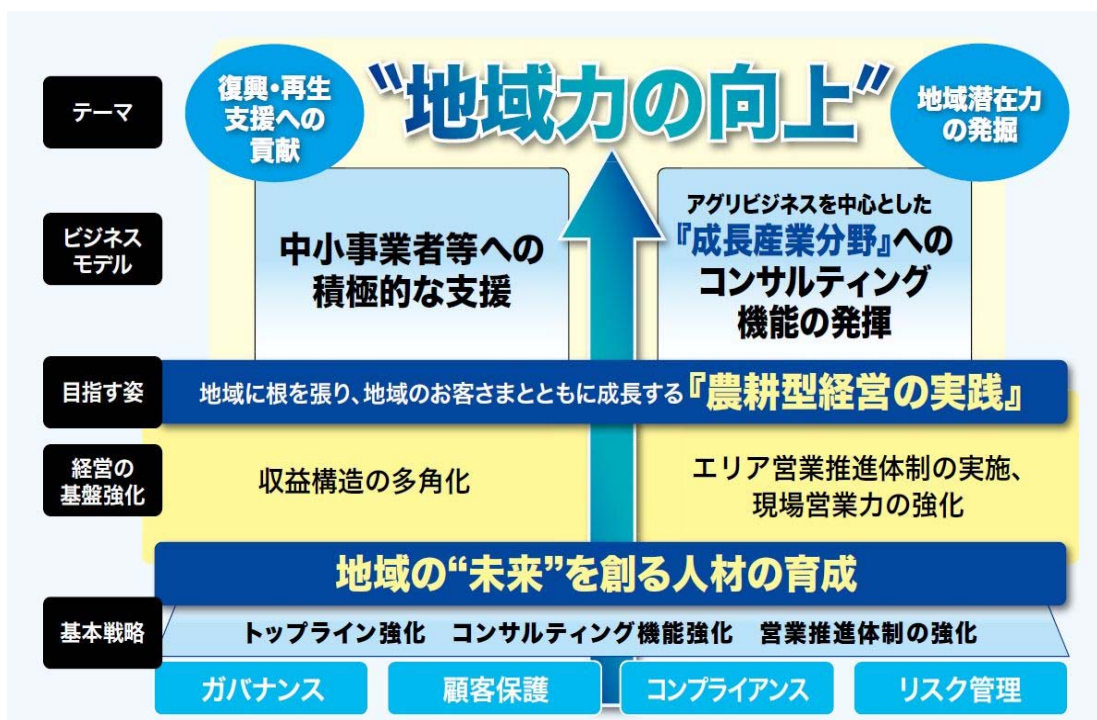 テーマ
復興・再生
支援への
貢献
“地域力の向上”
地域潜在力
の発掘
ビジネス
モデル
中小事業者等への
積極的な支援
アグリビジネスを中心とした
『成長産業分野』への
コンサルティング
機能の発揮
目指す姿
地域に根を張り、地域のお客さまとともに成長する『農耕型経営の実践』
経営の
基盤強化
収益構造の多角化
エリア営業推進体制の実施、
現場営業力の強化
地域の“未来”を創る人材の育成
基本戦略
トップライン強化 コンサルティング機能強化 営業推進体制の強化
ガバナンス 顧客保護 コンプライアンス リスク管理